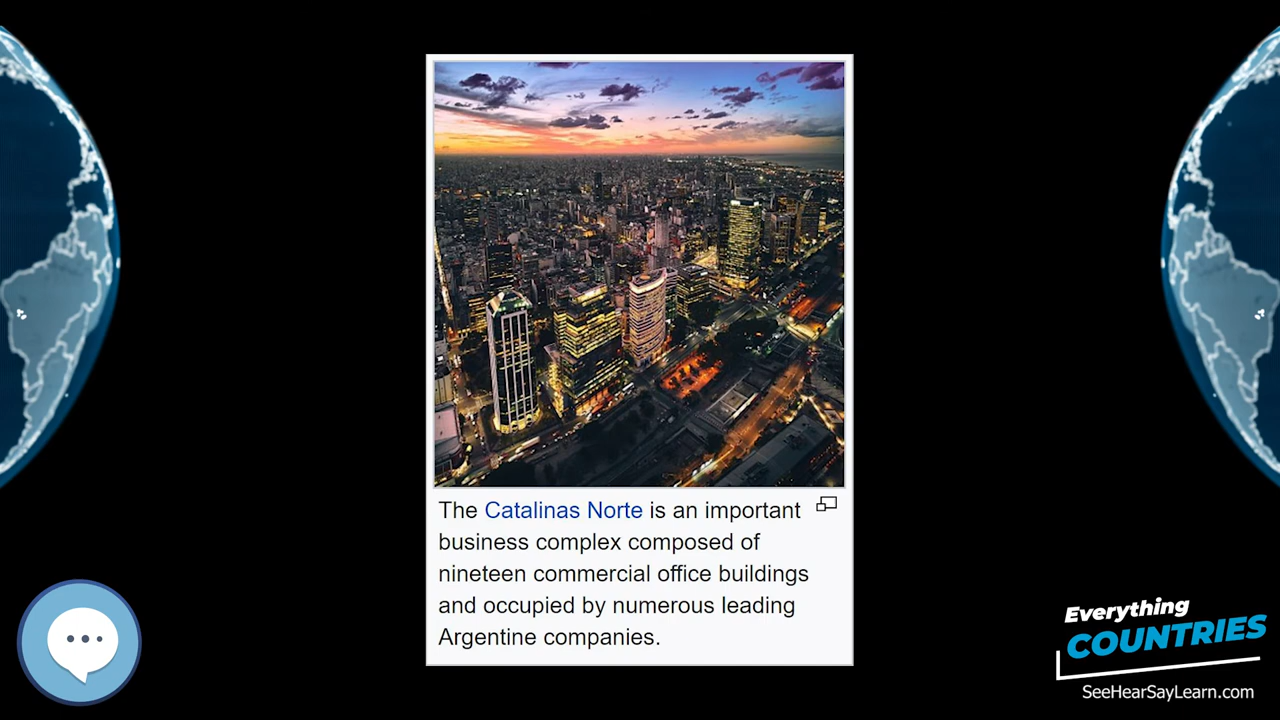 The Catalinas Norte is an important
business complex composed of
nineteen commercial office buildings
and occupied by numerous leading
Argentine companies.
Everything
COUNTRIES
SeeHearSayLearn.com